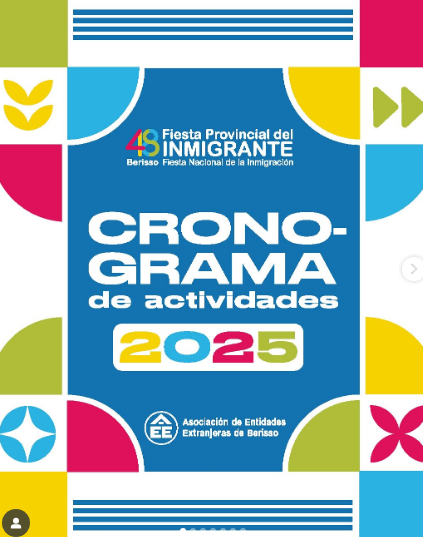 48 Fiesta Provincial del
INMIGRANTE
Berisso Fiesta Nacional de la Inmigración
CRONO-
GRAMA
de actividades
2025
AEE
Asociación de Entidades
Extranjeras de Berisso